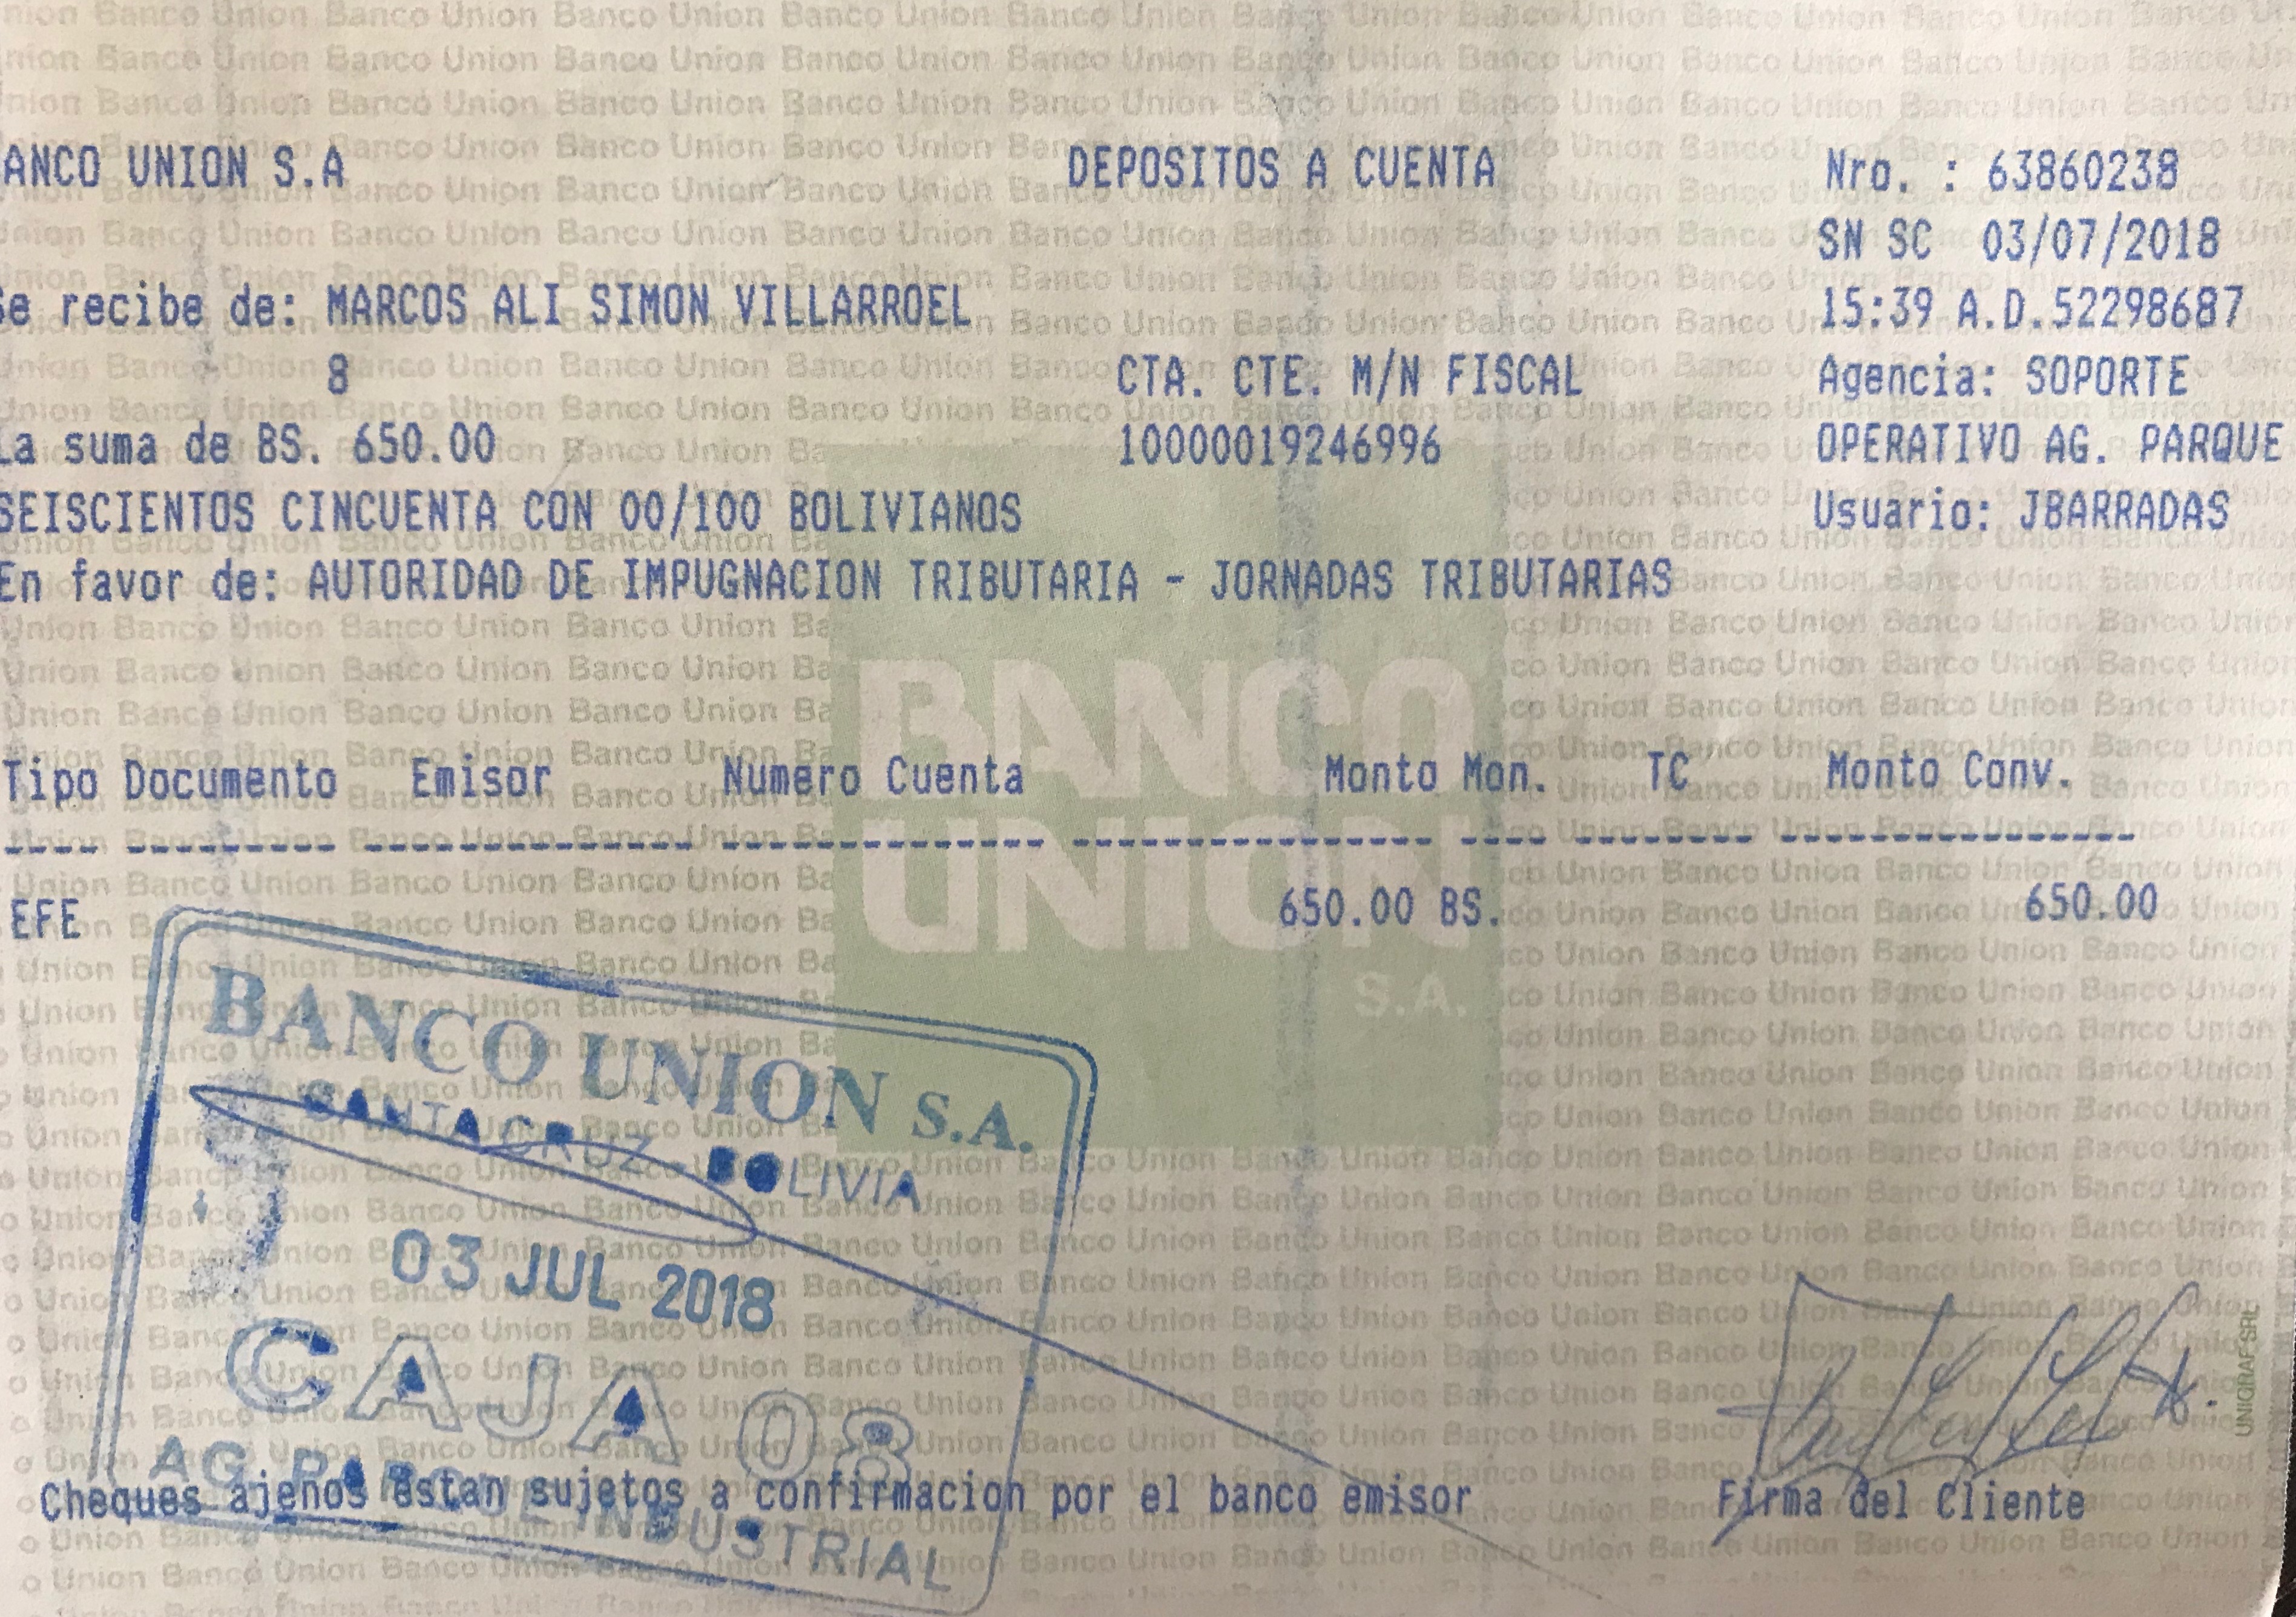 ANCO UNION S.A DEPOSITOS A CUENTA Nro. : 63860238
SN SC 03/07/2018
Se recibe de: MARCOS ALI SIMON VILLARROEL 15:39 A.D.52298687
8 CTA. CTE. M/N FISCAL Agencia: SOPORTE
La suma de BS. 650.00 10000019246996 OPERATIVO AG. PARQUE
SEISCIENTOS CINCUENTA CON 00/100 BOLIVIANOS Usuario: JBARRADAS
En favor de: AUTORIDAD DE IMPUGNACION TRIBUTARIA - JORNADAS TRIBUTARIAS
BANCO
UNION
S.A.
Tipo Documento Emisor Numero Cuenta Monto Mon. TC Monto Conv.
EFE 650.00 BS. 650.00
BANCO UNION S.A.
SANTA CRUZ - BOLIVIA
03 JUL 2018
CAJA 08
AG. PARQUE INDUSTRIAL
Cheques ajenos estan sujetos a confirmacion por el banco emisor Firma del Cliente
UNIGRAF SRL